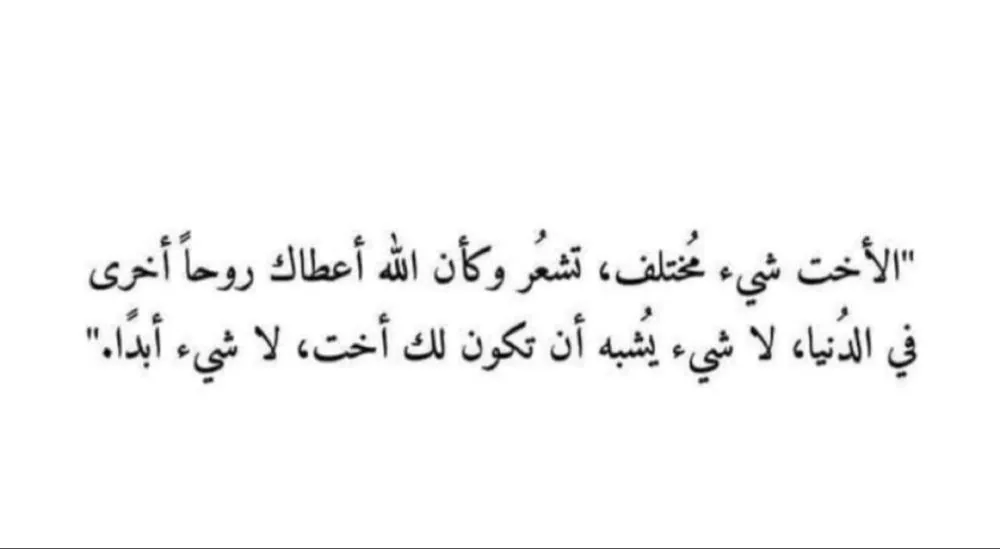 "الأخت شيء مُختلف، تشعُر وكأن الله أعطاك روحاً أخرى
في الدُنيا، لا شيء يُشبه أن تكون لك أخت، لا شيء أبدًا."